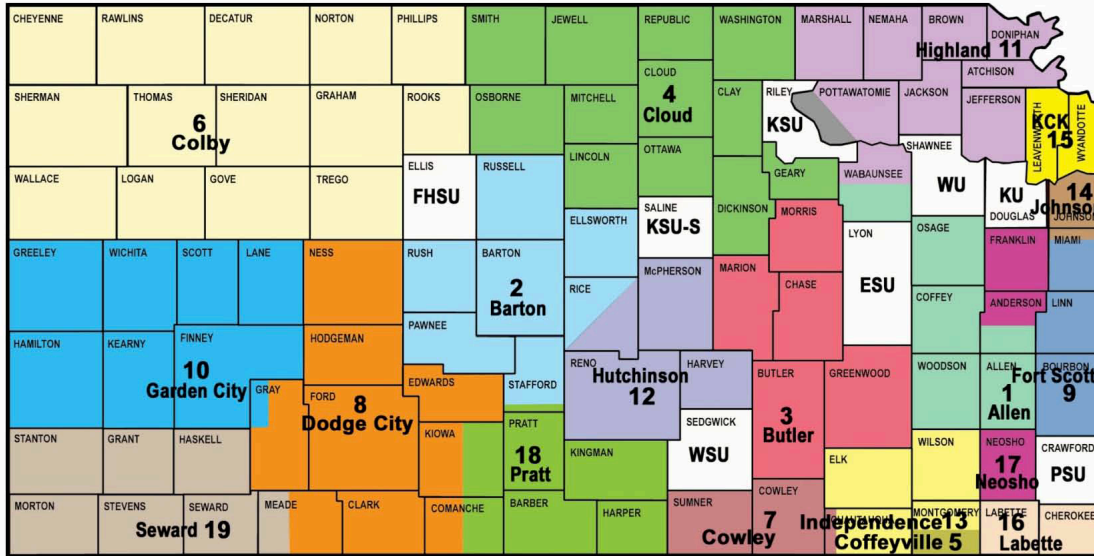 CHEYENNE
RAWLINS
DECATUR
NORTON
PHILLIPS
SMITH
JEWELL
REPUBLIC
WASHINGTON
MARSHALL
NEMAHA
BROWN
DONIPHAN
Highland 11
ATCHISON
SHERMAN
THOMAS
SHERIDAN
GRAHAM
ROOKS
OSBORNE
MITCHELL
CLOUD
4
Cloud
CLAY
RILEY
KSU
POTTAWATOMIE
JACKSON
JEFFERSON
LEAVENWORTH
WYANDOTTE
KCK
15
6
Colby
WALLACE
LOGAN
GOVE
TREGO
ELLIS
FHSU
RUSSELL
LINCOLN
OTTAWA
GEARY
WABAUNSEE
SHAWNEE
WU
KU
DOUGLAS
14
Johnson
JOHNSON
SALINE
KSU-S
DICKINSON
MORRIS
ELLSWORTH
LYON
ESU
OSAGE
FRANKLIN
MIAMI
GREELEY
WICHITA
SCOTT
LANE
NESS
RUSH
BARTON
2
Barton
RICE
McPHERSON
MARION
CHASE
COFFEY
ANDERSON
LINN
HAMILTON
KEARNY
FINNEY
10
Garden City
HODGEMAN
PAWNEE
STAFFORD
RENO
Hutchinson
12
HARVEY
BUTLER
3
Butler
GREENWOOD
WOODSON
ALLEN
1
Allen
BOURBON
Fort Scott
9
GRAY
FORD
8
Dodge City
EDWARDS
KIOWA
PRATT
18
Pratt
KINGMAN
SEDGWICK
WSU
ELK
WILSON
NEOSHO
17
Neosho
CRAWFORD
PSU
STANTON
GRANT
HASKELL
MORTON
STEVENS
SEWARD
Seward 19
MEADE
CLARK
COMANCHE
BARBER
HARPER
SUMNER
COWLEY
7
Cowley
CHAUTAUQUA
MONTGOMERY
Independence 13
Coffeyville 5
LABETTE
16
Labette
CHEROKEE